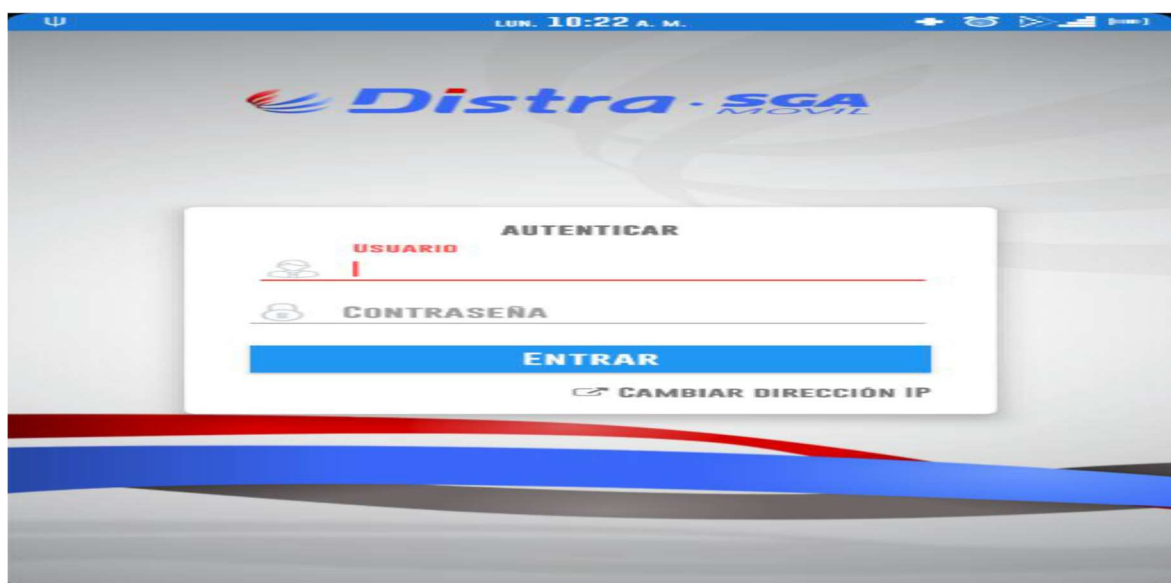 LUN. 10:22 A. M.
Distra · SGA
MOVIL
AUTENTICAR
USUARIO
CONTRASEÑA
ENTRAR
CAMBIAR DIRECCIÓN IP